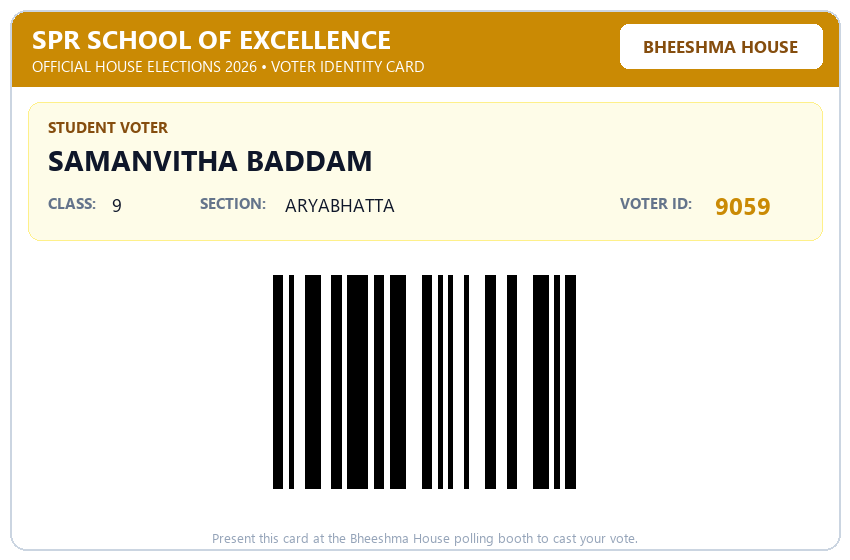 SPR SCHOOL OF EXCELLENCE
OFFICIAL HOUSE ELECTIONS 2026 • VOTER IDENTITY CARD
BHEESHMA HOUSE
STUDENT VOTER
SAMANVITHA BADDAM
CLASS: 9 SECTION: ARYABHATTA VOTER ID: 9059
Present this card at the Bheeshma House polling booth to cast your vote.